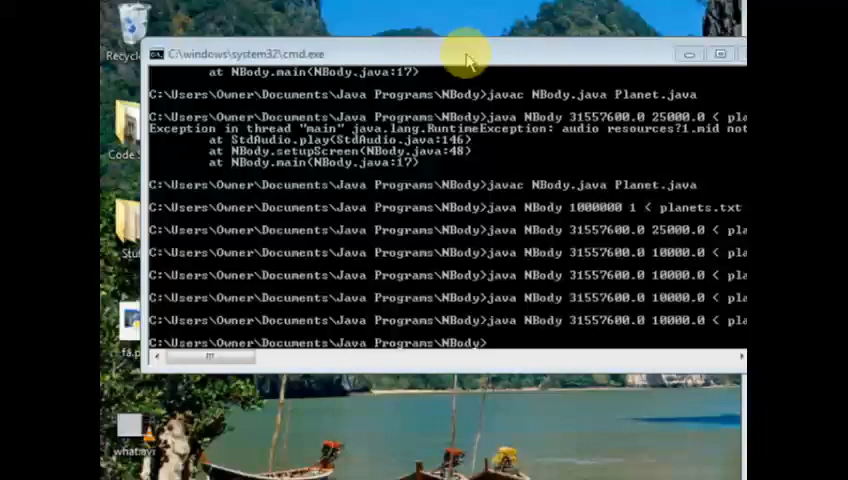 Recycle
C:\windows\system32\cmd.exe
at NBody.main(NBody.java:17)
C:\Users\Owner\Documents\Java Programs\NBody>javac NBody.java Planet.java
C:\Users\Owner\Documents\Java Programs\NBody>java NBody 31557600.0 25000.0 < pla
Exception in thread "main" java.lang.RuntimeException: audio resources?1.mid not
at StdAudio.play(StdAudio.java:146)
at NBody.setupScreen(NBody.java:48)
at NBody.main(NBody.java:17)
C:\Users\Owner\Documents\Java Programs\NBody>javac NBody.java Planet.java
C:\Users\Owner\Documents\Java Programs\NBody>java NBody 1000000 1 < planets.txt
C:\Users\Owner\Documents\Java Programs\NBody>java NBody 31557600.0 25000.0 < pla
C:\Users\Owner\Documents\Java Programs\NBody>java NBody 31557600.0 10000.0 < pla
C:\Users\Owner\Documents\Java Programs\NBody>java NBody 31557600.0 10000.0 < pla
C:\Users\Owner\Documents\Java Programs\NBody>java NBody 31557600.0 10000.0 < pla
C:\Users\Owner\Documents\Java Programs\NBody>java NBody 31557600.0 10000.0 < pla
C:\Users\Owner\Documents\Java Programs\NBody>
Code S
Stu
fa.p
what.avi